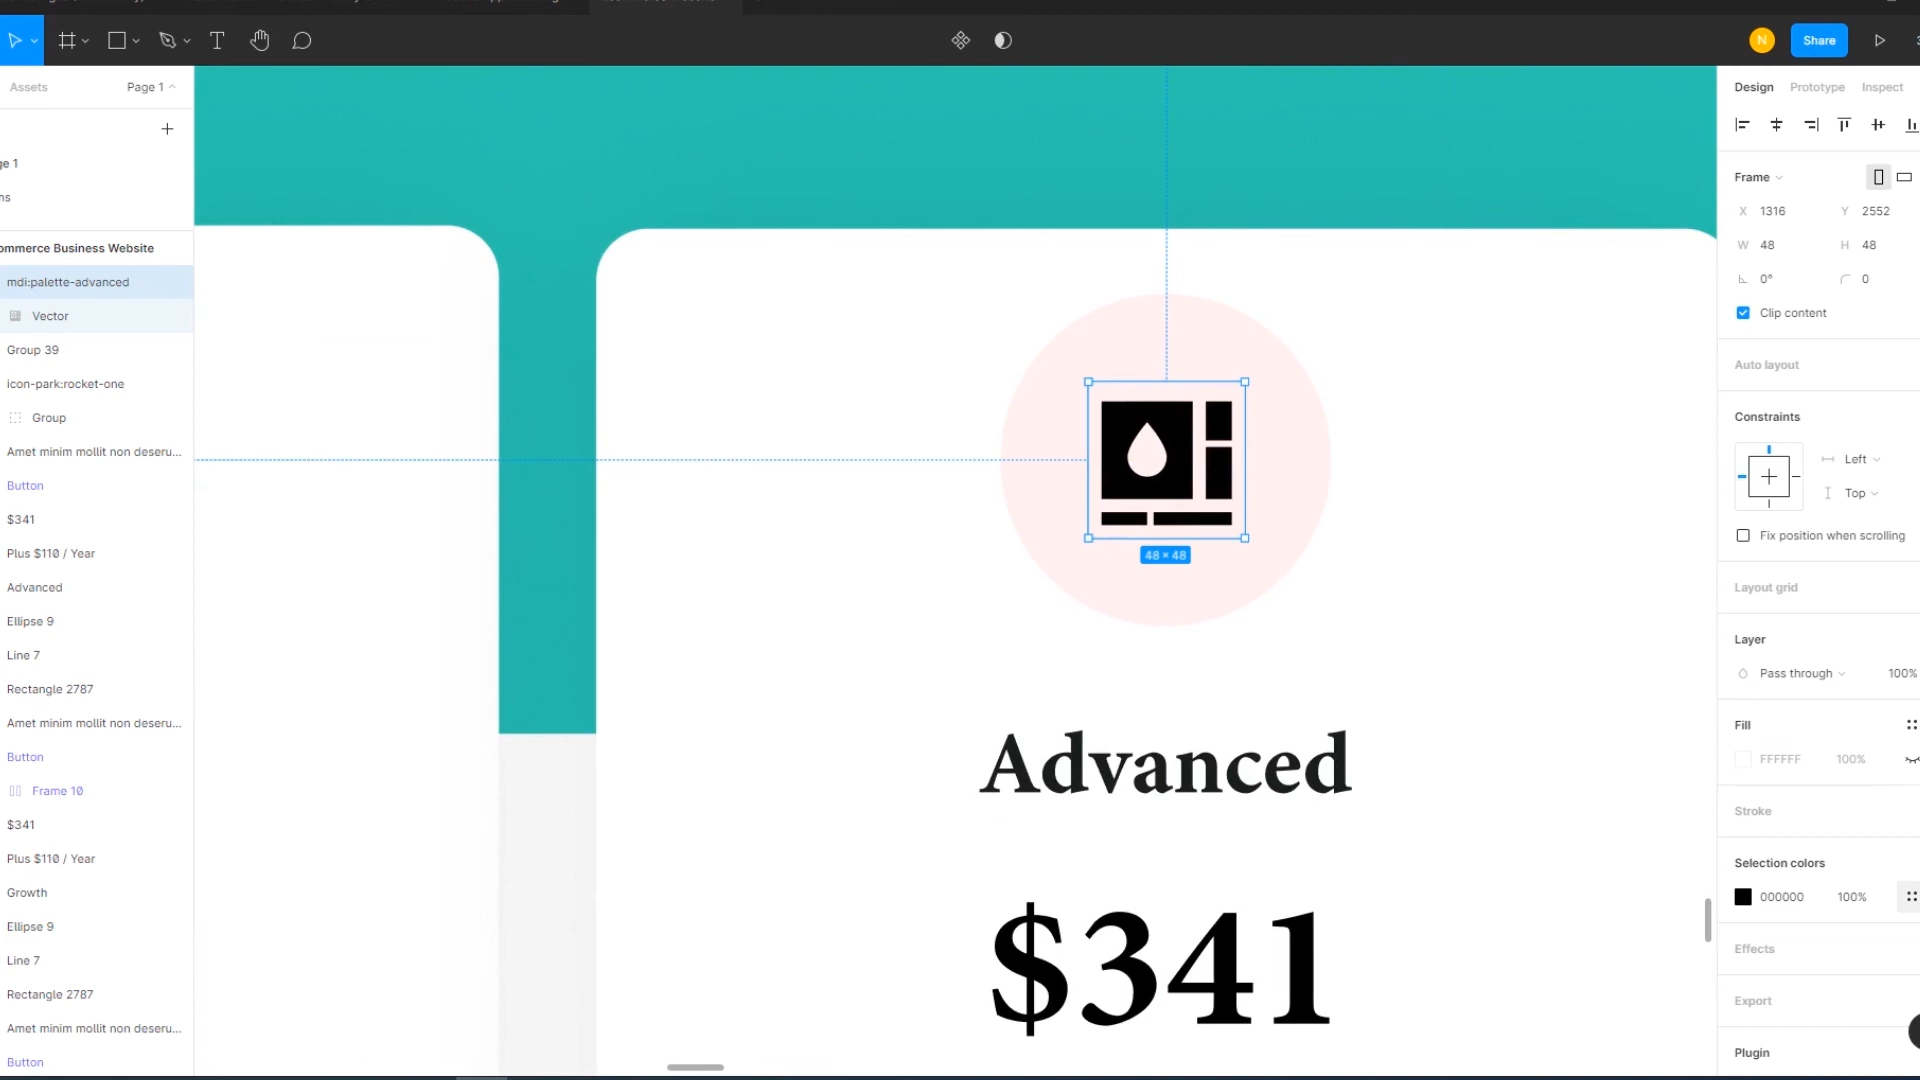 N
Share
Assets
Page 1
ge 1
ns
ommerce Business Website
mdi:palette-advanced
Vector
Group 39
icon-park:rocket-one
Group
Amet minim mollit non deseru...
Button
$341
Plus $110 / Year
Advanced
Ellipse 9
Line 7
Rectangle 2787
Amet minim mollit non deseru...
Button
Frame 10
$341
Plus $110 / Year
Growth
Ellipse 9
Line 7
Rectangle 2787
Amet minim mollit non deseru...
Button
48 × 48
Advanced
$341
Design Prototype Inspect
Frame
X 1316 Y 2552
W 48 H 48
0° 0
Clip content
Auto layout
Constraints
Left
Top
Fix position when scrolling
Layout grid
Layer
Pass through 100%
Fill
FFFFFF 100%
Stroke
Selection colors
000000 100%
Effects
Export
Plugin